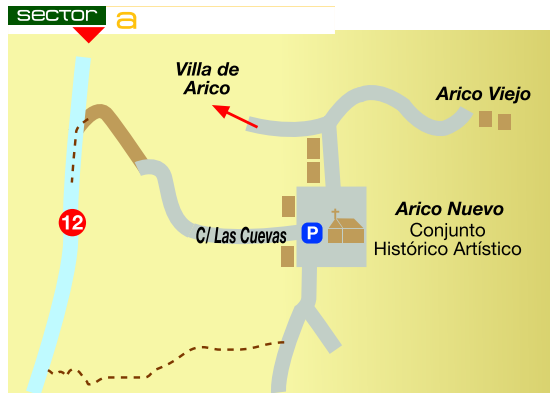 sector a
Villa de
Arico
Arico Viejo
12
C/ Las Cuevas
P
Arico Nuevo
Conjunto
Histórico Artístico